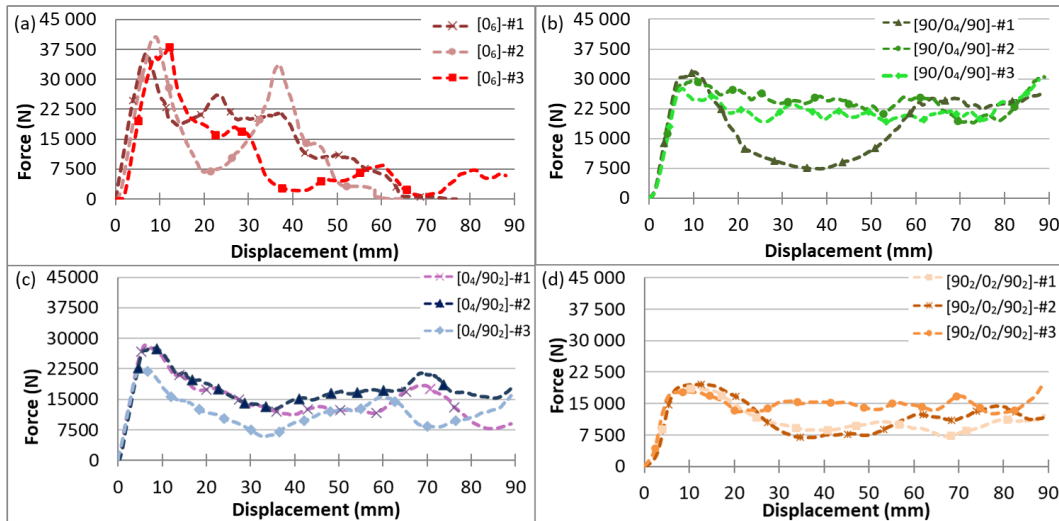 (a)
45 000
37 500
30 000
22 500
15 000
7 500
0
Force (N)
[0₆]-#1
[0₆]-#2
[0₆]-#3
0 10 20 30 40 50 60 70 80 90
Displacement (mm)
(b)
45 000
37 500
30 000
22 500
15 000
7 500
0
Force (N)
[90/0₄/90]-#1
[90/0₄/90]-#2
[90/0₄/90]-#3
0 10 20 30 40 50 60 70 80 90
Displacement (mm)
(c)
45000
37500
30000
22500
15000
7500
0
Force (N)
[0₄/90₂]-#1
[0₄/90₂]-#2
[0₄/90₂]-#3
0 10 20 30 40 50 60 70 80 90
Displacement (mm)
(d)
45 000
37 500
30 000
22 500
15 000
7 500
0
Force (N)
[90₂/0₂/90₂]-#1
[90₂/0₂/90₂]-#2
[90₂/0₂/90₂]-#3
0 10 20 30 40 50 60 70 80 90
Displacement (mm)